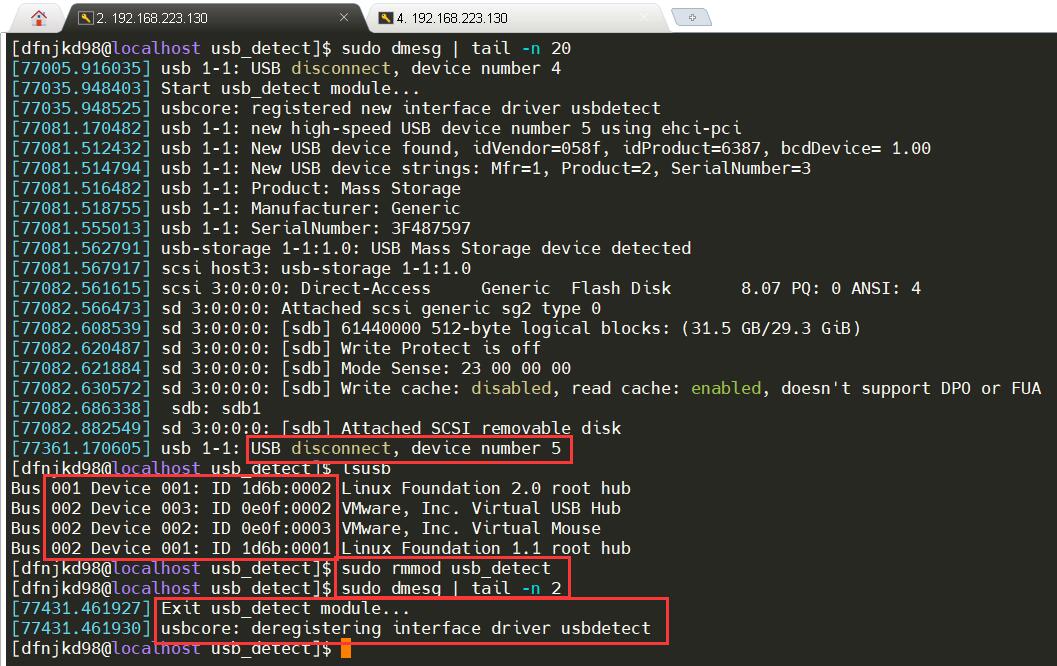 2. 192.168.223.130
4. 192.168.223.130
[dfnjkd98@localhost usb_detect]$ sudo dmesg | tail -n 20
[77005.916035] usb 1-1: USB disconnect, device number 4
[77035.948403] Start usb_detect module...
[77035.948525] usbcore: registered new interface driver usbdetect
[77081.170482] usb 1-1: new high-speed USB device number 5 using ehci-pci
[77081.512432] usb 1-1: New USB device found, idVendor=058f, idProduct=6387, bcdDevice= 1.00
[77081.514794] usb 1-1: New USB device strings: Mfr=1, Product=2, SerialNumber=3
[77081.516482] usb 1-1: Product: Mass Storage
[77081.518755] usb 1-1: Manufacturer: Generic
[77081.555013] usb 1-1: SerialNumber: 3F487597
[77081.562791] usb-storage 1-1:1.0: USB Mass Storage device detected
[77081.567917] scsi host3: usb-storage 1-1:1.0
[77082.561615] scsi 3:0:0:0: Direct-Access     Generic  Flash Disk       8.07 PQ: 0 ANSI: 4
[77082.566473] sd 3:0:0:0: Attached scsi generic sg2 type 0
[77082.608539] sd 3:0:0:0: [sdb] 61440000 512-byte logical blocks: (31.5 GB/29.3 GiB)
[77082.620487] sd 3:0:0:0: [sdb] Write Protect is off
[77082.621884] sd 3:0:0:0: [sdb] Mode Sense: 23 00 00 00
[77082.630572] sd 3:0:0:0: [sdb] Write cache: disabled, read cache: enabled, doesn't support DPO or FUA
[77082.686338]  sdb: sdb1
[77082.882549] sd 3:0:0:0: [sdb] Attached SCSI removable disk
[77361.170605] usb 1-1: USB disconnect, device number 5
[dfnjkd98@localhost usb_detect]$ lsusb
Bus 001 Device 001: ID 1d6b:0002 Linux Foundation 2.0 root hub
Bus 002 Device 003: ID 0e0f:0002 VMware, Inc. Virtual USB Hub
Bus 002 Device 002: ID 0e0f:0003 VMware, Inc. Virtual Mouse
Bus 002 Device 001: ID 1d6b:0001 Linux Foundation 1.1 root hub
[dfnjkd98@localhost usb_detect]$ sudo rmmod usb_detect
[dfnjkd98@localhost usb_detect]$ sudo dmesg | tail -n 2
[77431.461927] Exit usb_detect module...
[77431.461930] usbcore: deregistering interface driver usbdetect
[dfnjkd98@localhost usb_detect]$